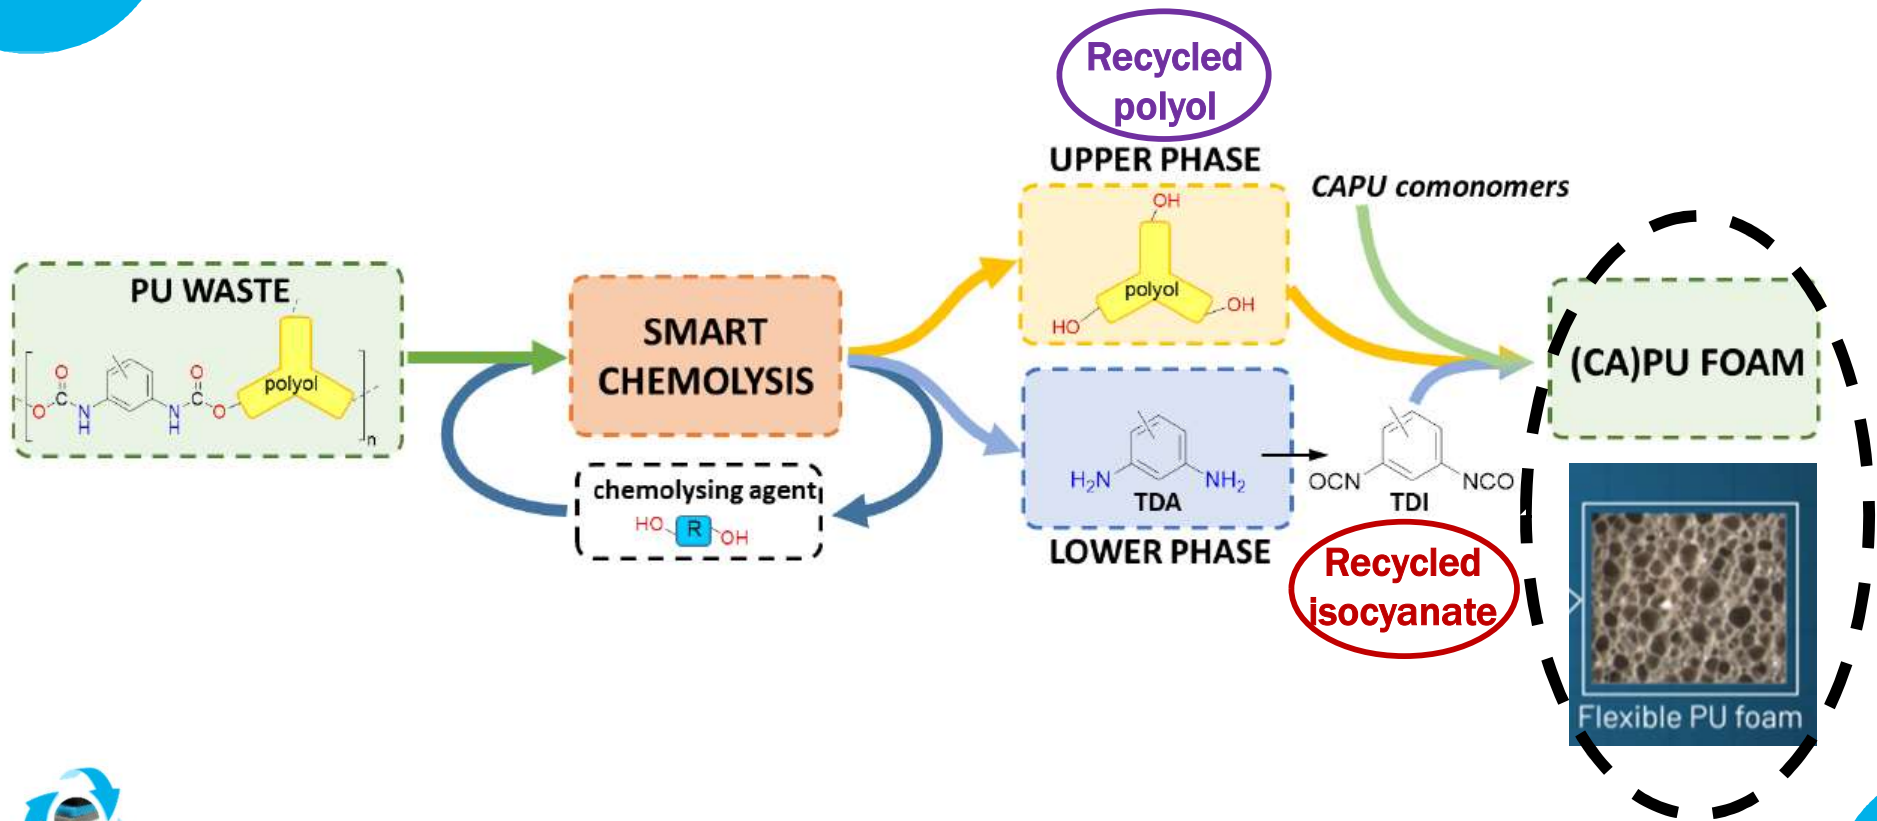 Recycled
polyol
UPPER PHASE
OH
polyol
HO
OH
CAPU comonomers
PU WASTE
O
O
C
C
O
N
H
N
H
O
polyol
n
SMART
CHEMOLYSIS
(CA)PU FOAM
chemolysing agent
HO
R
OH
H₂N
NH₂
TDA
LOWER PHASE
OCN
NCO
TDI
Recycled
isocyanate
Flexible PU foam